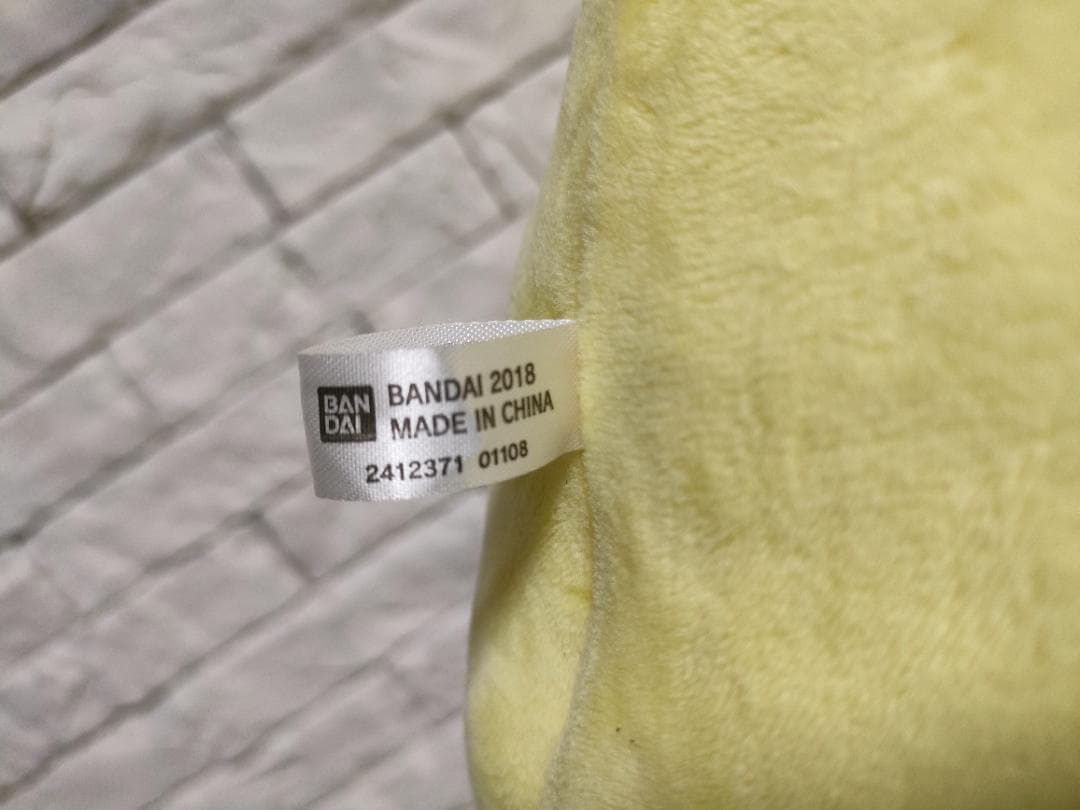 BAN
DAI
BANDAI 2018
MADE IN CHINA
2412371 01108